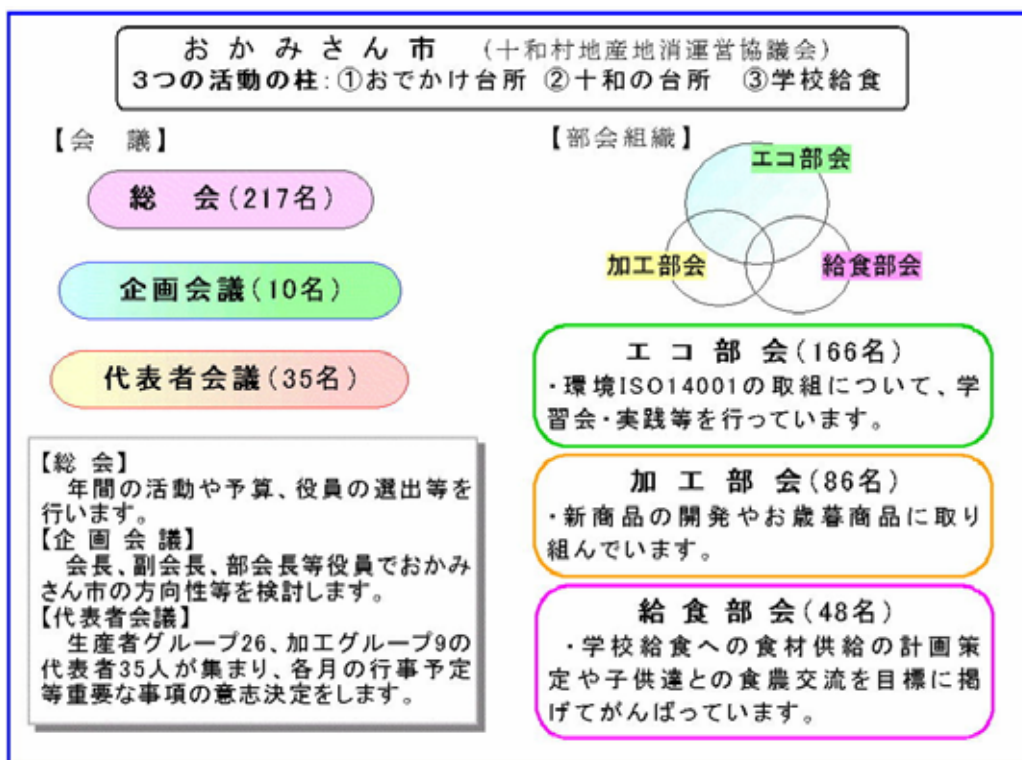 おかみさん市 (十和村地産地消運営協議会)
3つの活動の柱:①おでかけ台所 ②十和の台所 ③学校給食
【会 議】
総 会(217名)
企画会議(10名)
代表者会議(35名)
【総 会】
年間の活動や予算、役員の選出等を
行います。
【企 画 会 議】
会長、副会長、部会長等役員でおかみ
さん市の方向性等を検討します。
【代表者会議】
生産者グループ26、加工グループ9の
代表者35人が集まり、各月の行事予定
等重要な事項の意志決定をします。
【部会組織】
エコ部会
加工部会
給食部会
エ コ 部 会(166名)
・環境ISO14001の取組について、学
習会・実践等を行っています。
加 工 部 会(86名)
・新商品の開発やお歳暮商品に取り
組んでいます。
給 食 部 会(48名)
・学校給食への食材供給の計画策
定や子供達との食農交流を目標に掲
げてがんばっています。